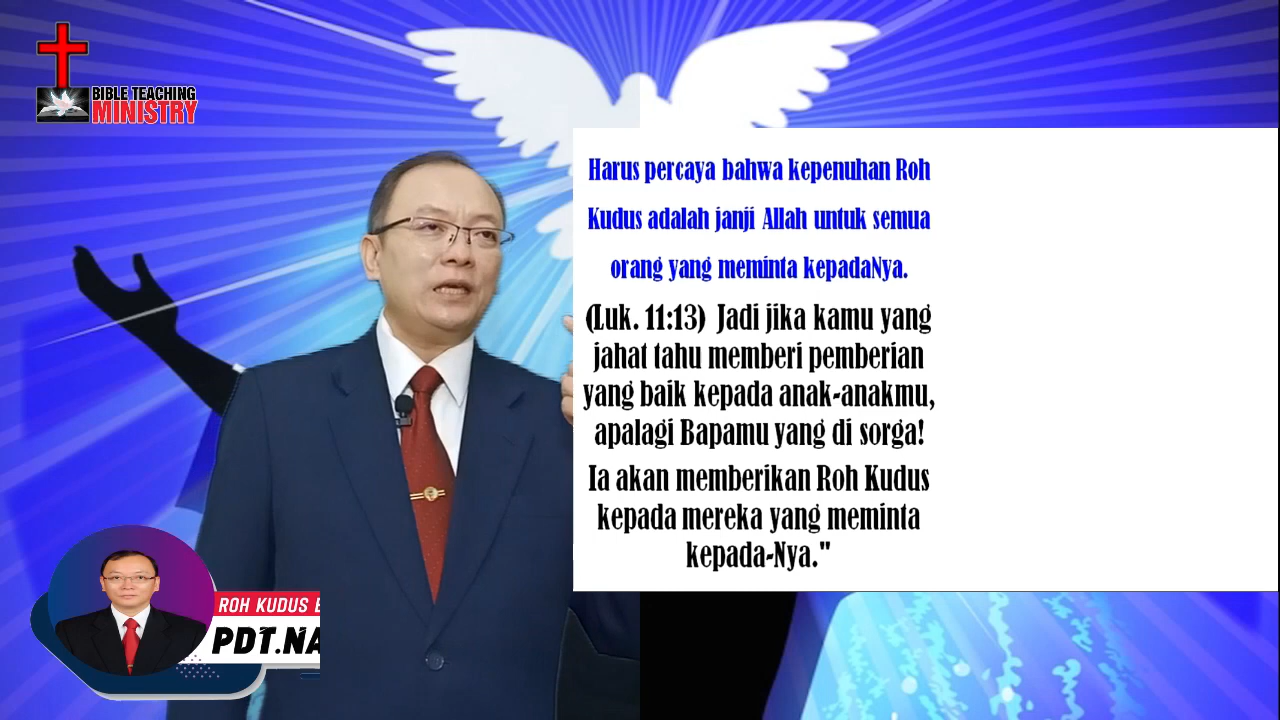 BIBLE TEACHING
MINISTRY
Harus percaya bahwa kepenuhan Roh
Kudus adalah janji Allah untuk semua
orang yang meminta kepadaNya.
(Luk. 11:13) Jadi jika kamu yang
jahat tahu memberi pemberian
yang baik kepada anak-anakmu,
apalagi Bapamu yang di sorga!
Ia akan memberikan Roh Kudus
kepada mereka yang meminta
kepada-Nya."
ROH KUDUS
PDT.NA